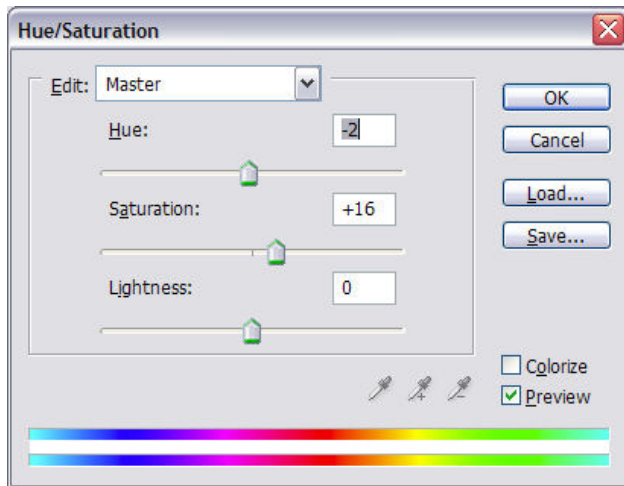 Hue/Saturation
Edit: Master
Hue: -2
Saturation: +16
Lightness: 0
OK
Cancel
Load...
Save...
Colorize
Preview